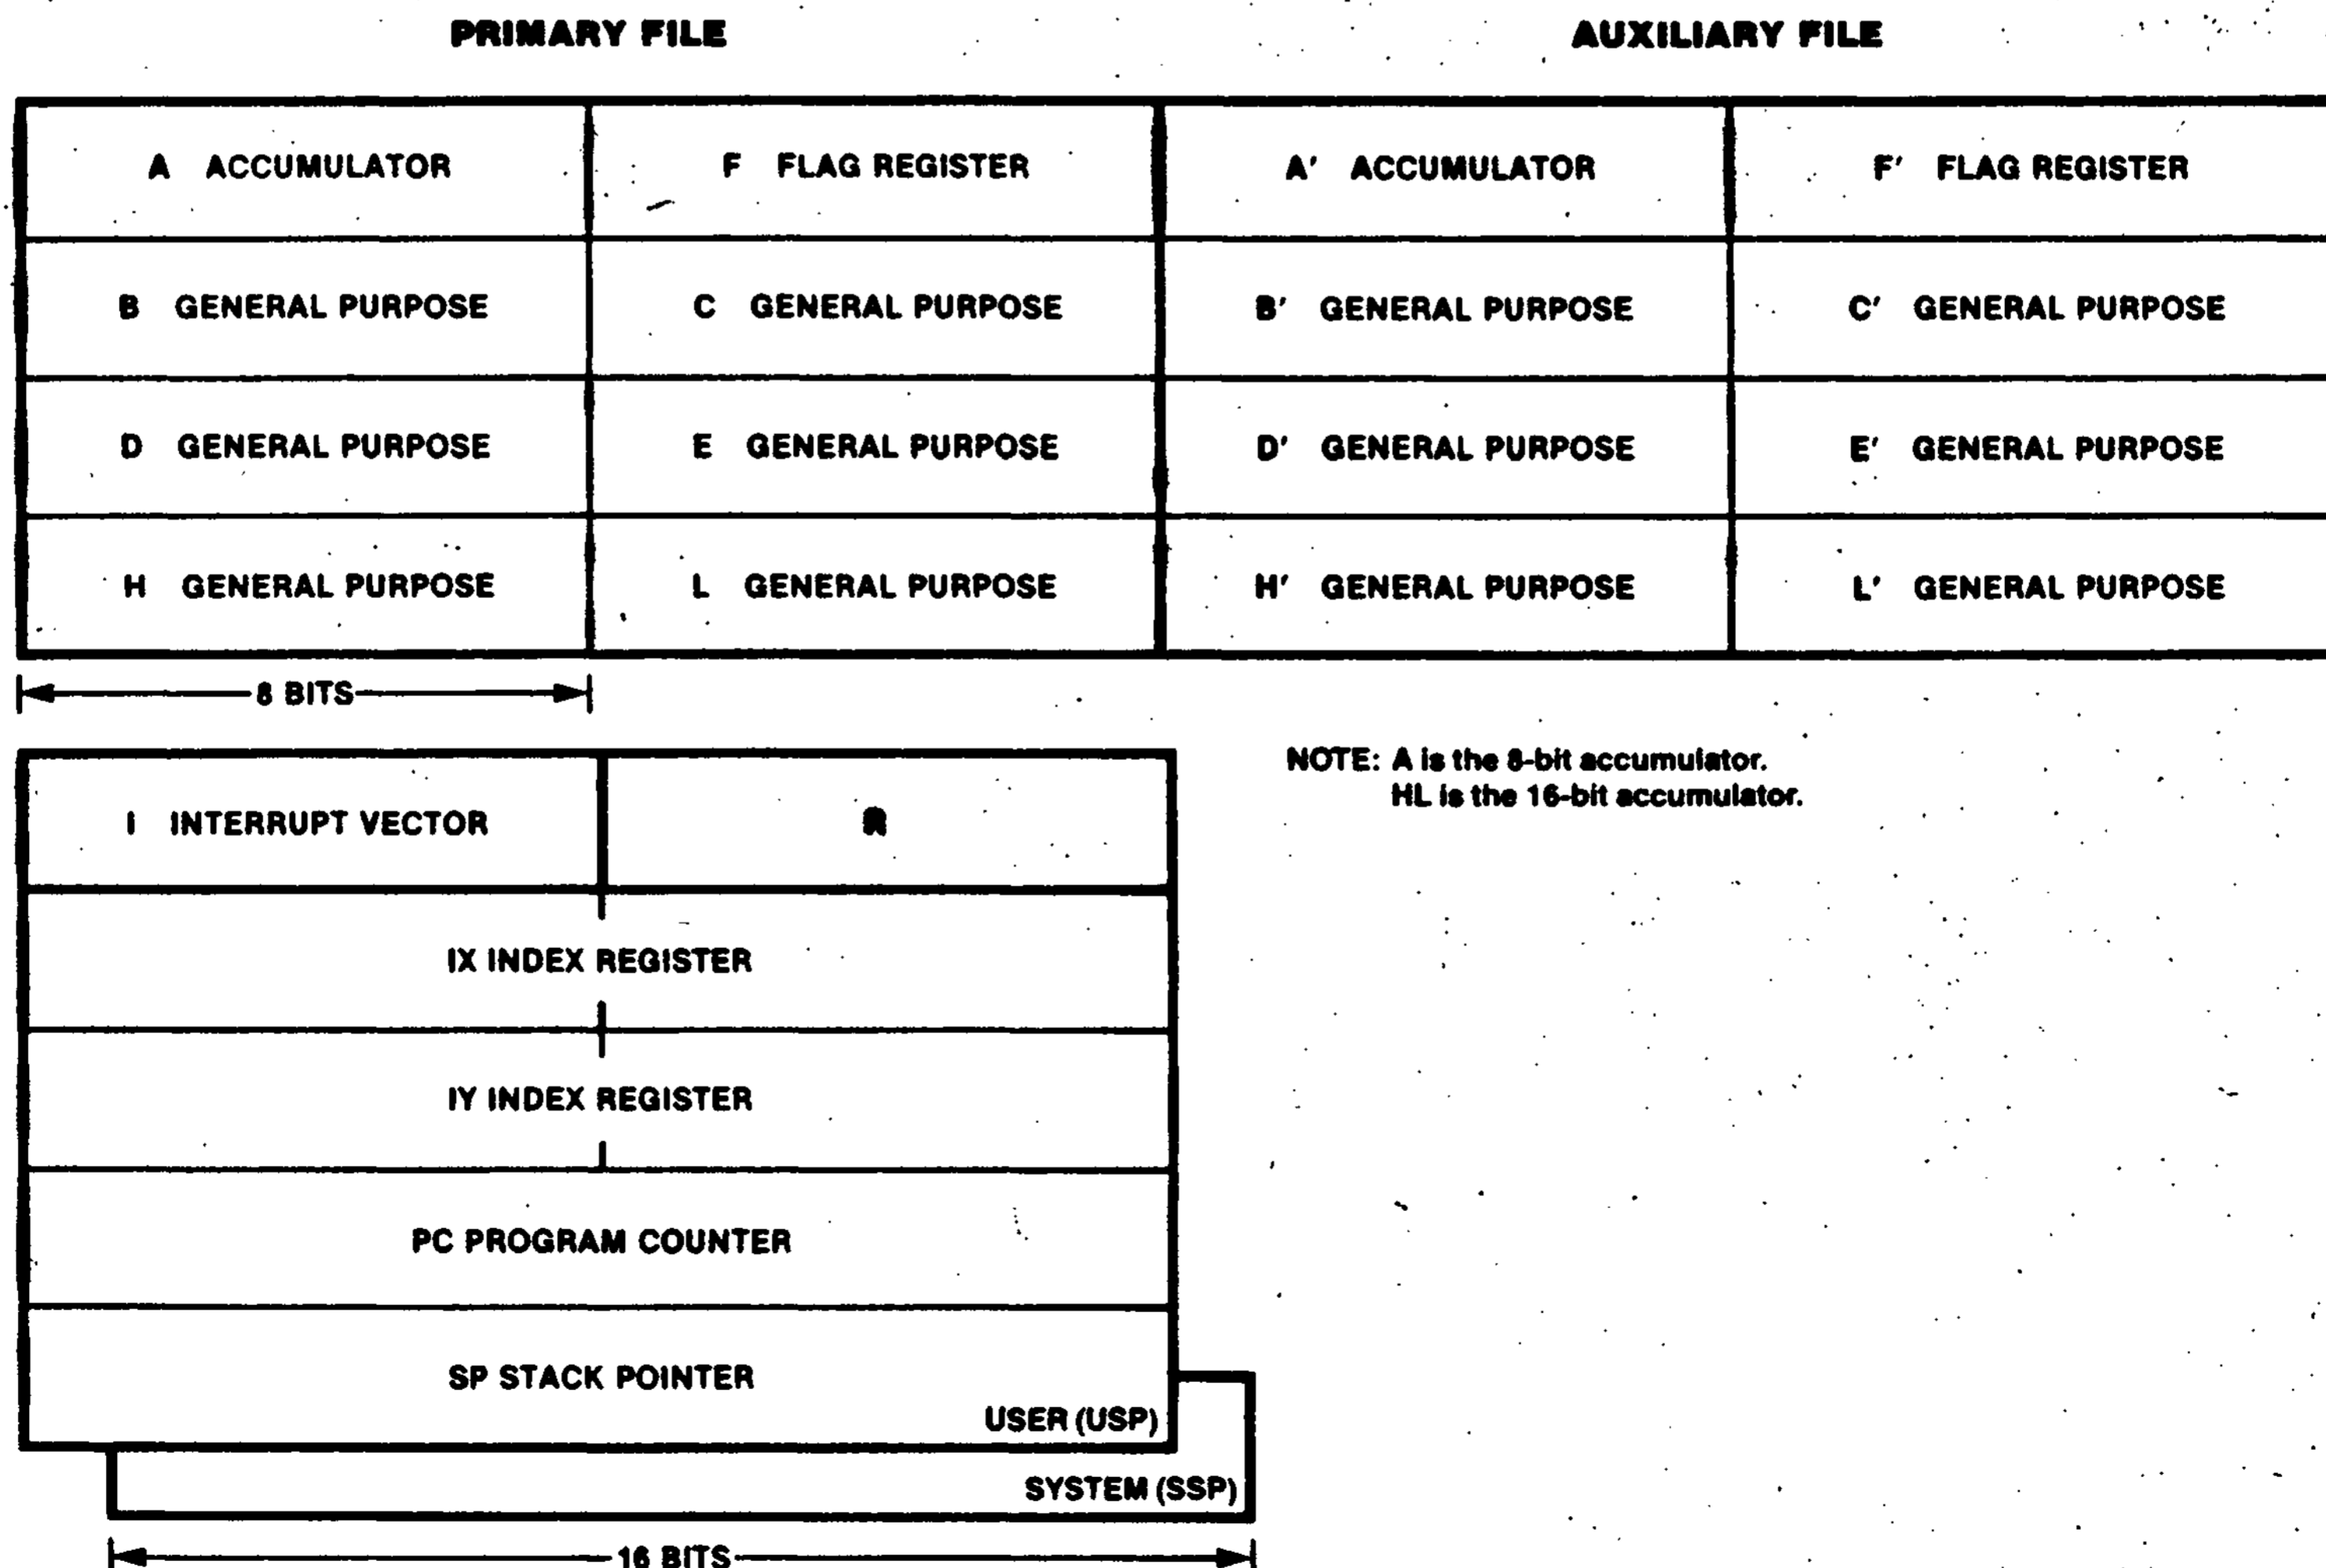 PRIMARY FILE
AUXILIARY FILE
A ACCUMULATOR
F FLAG REGISTER
A' ACCUMULATOR
F' FLAG REGISTER
B GENERAL PURPOSE
C GENERAL PURPOSE
B' GENERAL PURPOSE
C' GENERAL PURPOSE
D GENERAL PURPOSE
E GENERAL PURPOSE
D' GENERAL PURPOSE
E' GENERAL PURPOSE
H GENERAL PURPOSE
L GENERAL PURPOSE
H' GENERAL PURPOSE
L' GENERAL PURPOSE
8 BITS
NOTE: A is the 8-bit accumulator.
HL is the 16-bit accumulator.
I INTERRUPT VECTOR
R
IX INDEX REGISTER
IY INDEX REGISTER
PC PROGRAM COUNTER
SP STACK POINTER
USER (USP)
SYSTEM (SSP)
16 BITS